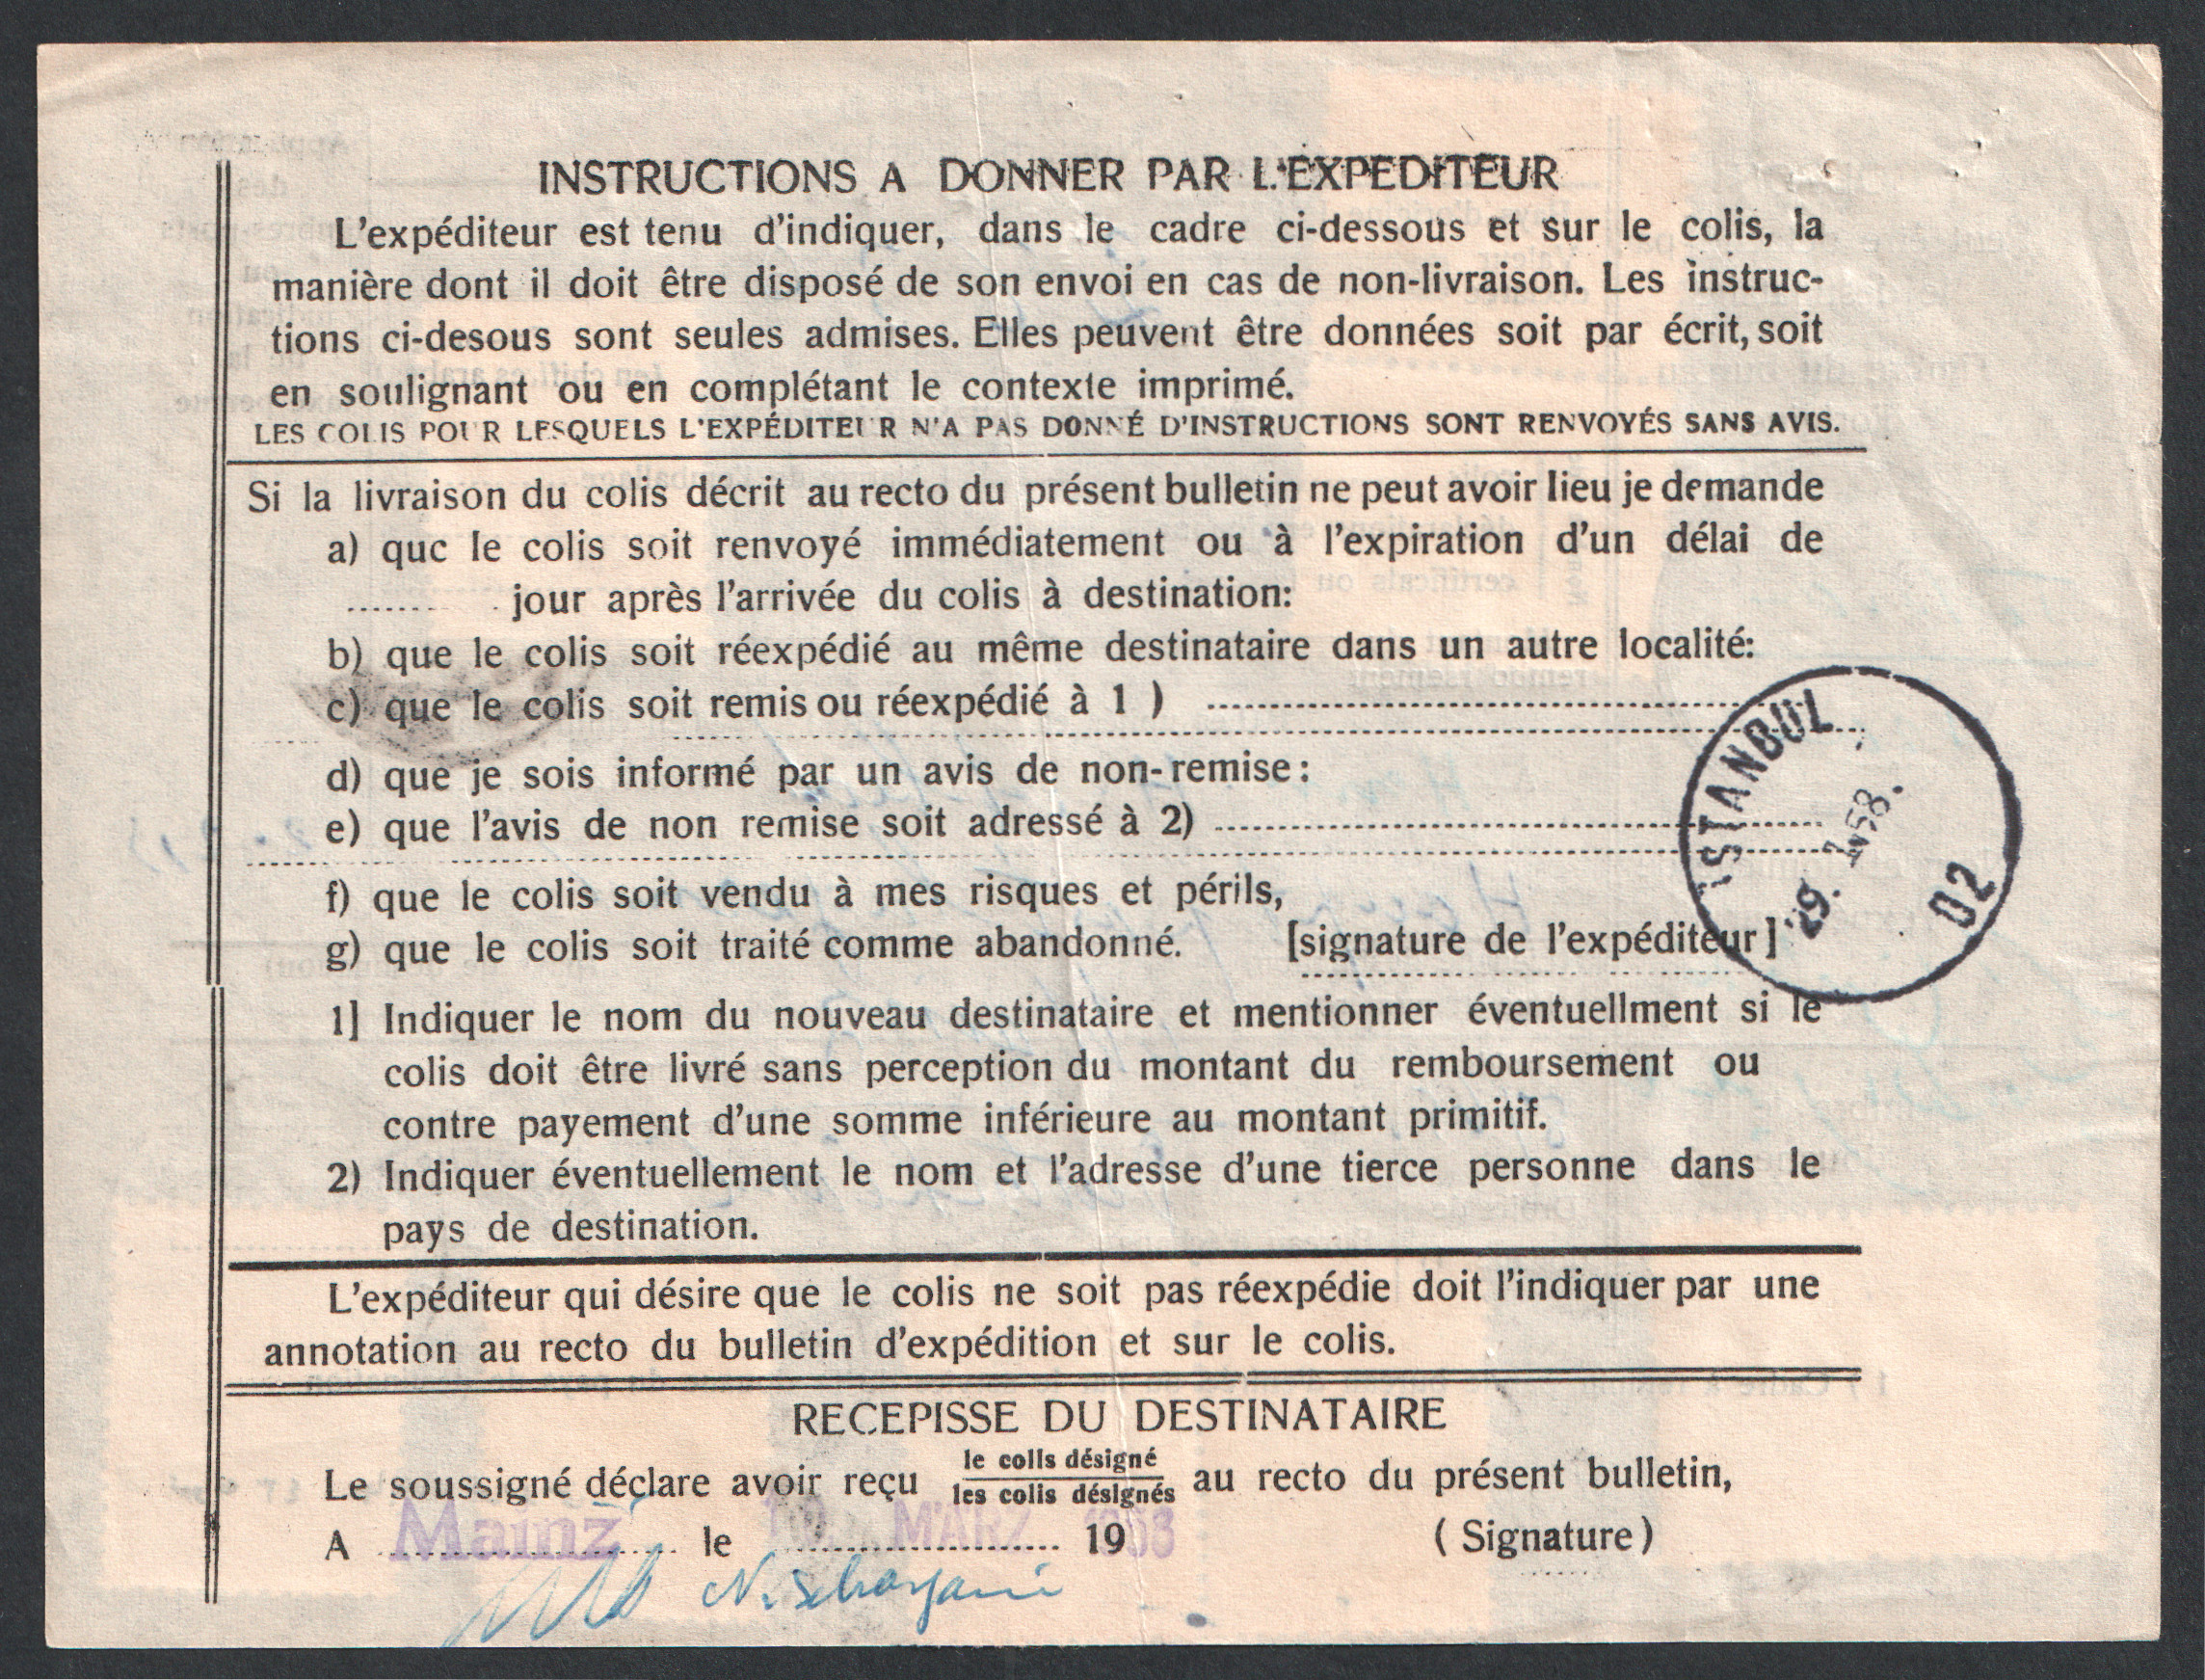 INSTRUCTIONS A DONNER PAR L'EXPEDITEUR
L'expéditeur est tenu d'indiquer, dans le cadre ci-dessous et sur le colis, la
manière dont il doit être disposé de son envoi en cas de non-livraison. Les instruc-
tions ci-desous sont seules admises. Elles peuvent être données soit par écrit, soit
en soulignant ou en complétant le contexte imprimé.
LES COLIS POUR LESQUELS L'EXPÉDITEUR N'A PAS DONNÉ D'INSTRUCTIONS SONT RENVOYÉS SANS AVIS.
Si la livraison du colis décrit au recto du présent bulletin ne peut avoir lieu je demande
a) quc le colis soit renvoyé immédiatement ou à l'expiration d'un délai de
........ jour après l'arrivée du colis à destination:
b) que le colis soit réexpédié au même destinataire dans un autre localité:
c) que le colis soit remis ou réexpédié à 1 )
d) que je sois informé par un avis de non-remise:
e) que l'avis de non remise soit adressé à 2)
f) que le colis soit vendu à mes risques et périls,
g) que le colis soit traité comme abandonné. [signature de l'expéditeur]
İSTANBUL
29. 1.58.
02
1] Indiquer le nom du nouveau destinataire et mentionner éventuellment si le
colis doit être livré sans perception du montant du remboursement ou
contre payement d'une somme inférieure au montant primitif.
2) Indiquer éventuellement le nom et l'adresse d'une tierce personne dans le
pays de destination.
L'expéditeur qui désire que le colis ne soit pas réexpédie doit l'indiquer par une
annotation au recto du bulletin d'expédition et sur le colis.
RECEPISSE DU DESTINATAIRE
Le soussigné déclare avoir reçu le colis désigné / les colis désignés au recto du présent bulletin,
A Mainz le 10. MÄRZ 1958 19 (Signature)